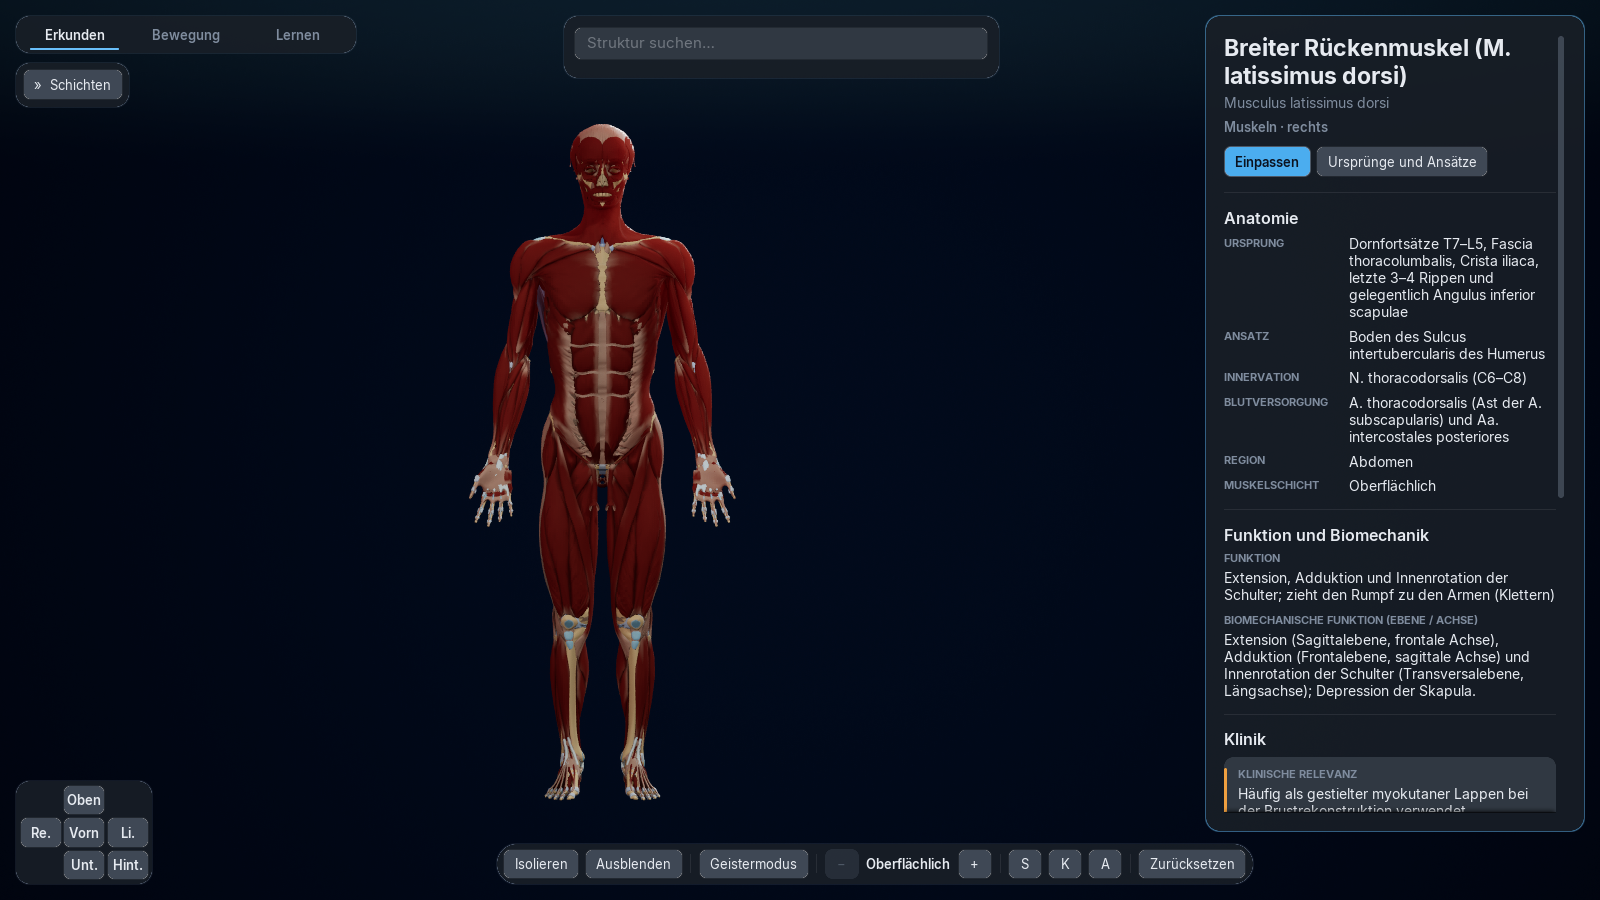 Erkunden
Bewegung
Lernen
» Schichten
Struktur suchen...
Breiter Rückenmuskel (M.
latissimus dorsi)
Musculus latissimus dorsi
Muskeln · rechts
Einpassen
Ursprünge und Ansätze
Anatomie
URSPRUNG
Dornfortsätze T7–L5, Fascia
thoracolumbalis, Crista iliaca,
letzte 3–4 Rippen und
gelegentlich Angulus inferior
scapulae
ANSATZ
Boden des Sulcus
intertubercularis des Humerus
INNERVATION
N. thoracodorsalis (C6–C8)
BLUTVERSORGUNG
A. thoracodorsalis (Ast der A.
subscapularis) und Aa.
intercostales posteriores
REGION
Abdomen
MUSKELSCHICHT
Oberflächlich
Funktion und Biomechanik
FUNKTION
Extension, Adduktion und Innenrotation der
Schulter; zieht den Rumpf zu den Armen (Klettern)
BIOMECHANISCHE FUNKTION (EBENE / ACHSE)
Extension (Sagittalebene, frontale Achse),
Adduktion (Frontalebene, sagittale Achse) und
Innenrotation der Schulter (Transversalebene,
Längsachse); Depression der Skapula.
Klinik
KLINISCHE RELEVANZ
Häufig als gestielter myokutaner Lappen bei
der Brustrekonstruktion verwendet
Oben
Re.
Vorn
Li.
Unt.
Hint.
Isolieren
Ausblenden
Geistermodus
–
Oberflächlich
+
S
K
A
Zurücksetzen